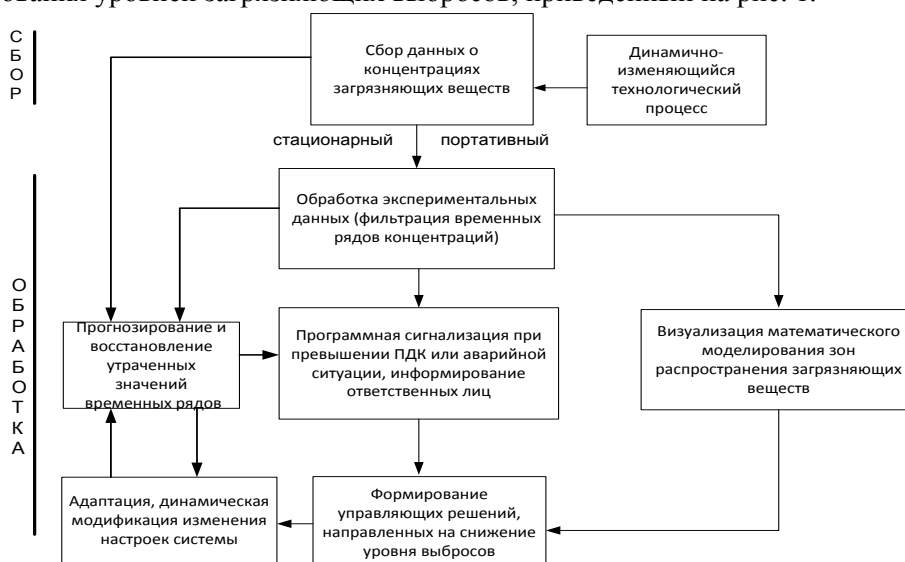 ования уровней загрязняющих выбросов, приведенный на рис. 1.
СБОР
Сбор данных о
концентрациях
загрязняющих веществ
Динамично-
изменяющийся
технологический
процесс
стационарный
портативный
ОБРАБОТКА
Обработка экспериментальных
данных (фильтрация временных
рядов концентраций)
Прогнозирование и
восстановление
утраченных
значений
временных рядов
Программная сигнализация при
превышении ПДК или аварийной
ситуации, информирование
ответственных лиц
Визуализация математического
моделирования зон
распространения загрязняющих
веществ
Адаптация, динамическая
модификация изменения
настроек системы
Формирование
управляющих решений,
направленных на снижение
уровня выбросов